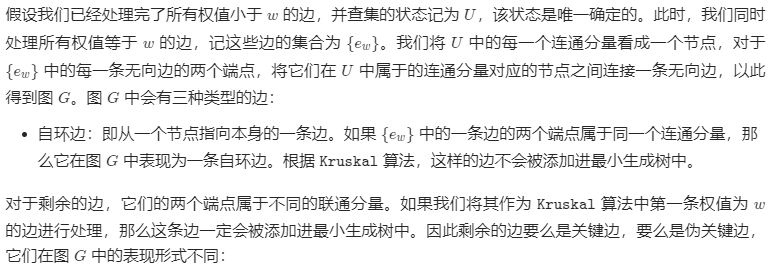 假设我们已经处理完了所有权值小于 w 的边，并查集的状态记为 U，该状态是唯一确定的。此时，我们同时
处理所有权值等于 w 的边，记这些边的集合为 {e_w}。我们将 U 中的每一个连通分量看成一个节点，对于
{e_w} 中的每一条无向边的两个端点，将它们在 U 中属于的连通分量对应的节点之间连接一条无向边，以此
得到图 G。图 G 中会有三种类型的边：
• 自环边：即从一个节点指向本身的一条边。如果 {e_w} 中的一条边的两个端点属于同一个连通分量，那
么它在图 G 中表现为一条自环边。根据 Kruskal 算法，这样的边不会被添加进最小生成树中。
对于剩余的边，它们的两个端点属于不同的联通分量。如果我们将其作为 Kruskal 算法中第一条权值为 w
的边进行处理，那么这条边一定会被添加进最小生成树中。因此剩余的边要么是关键边，要么是伪关键边，
它们在图 G 中的表现形式不同：